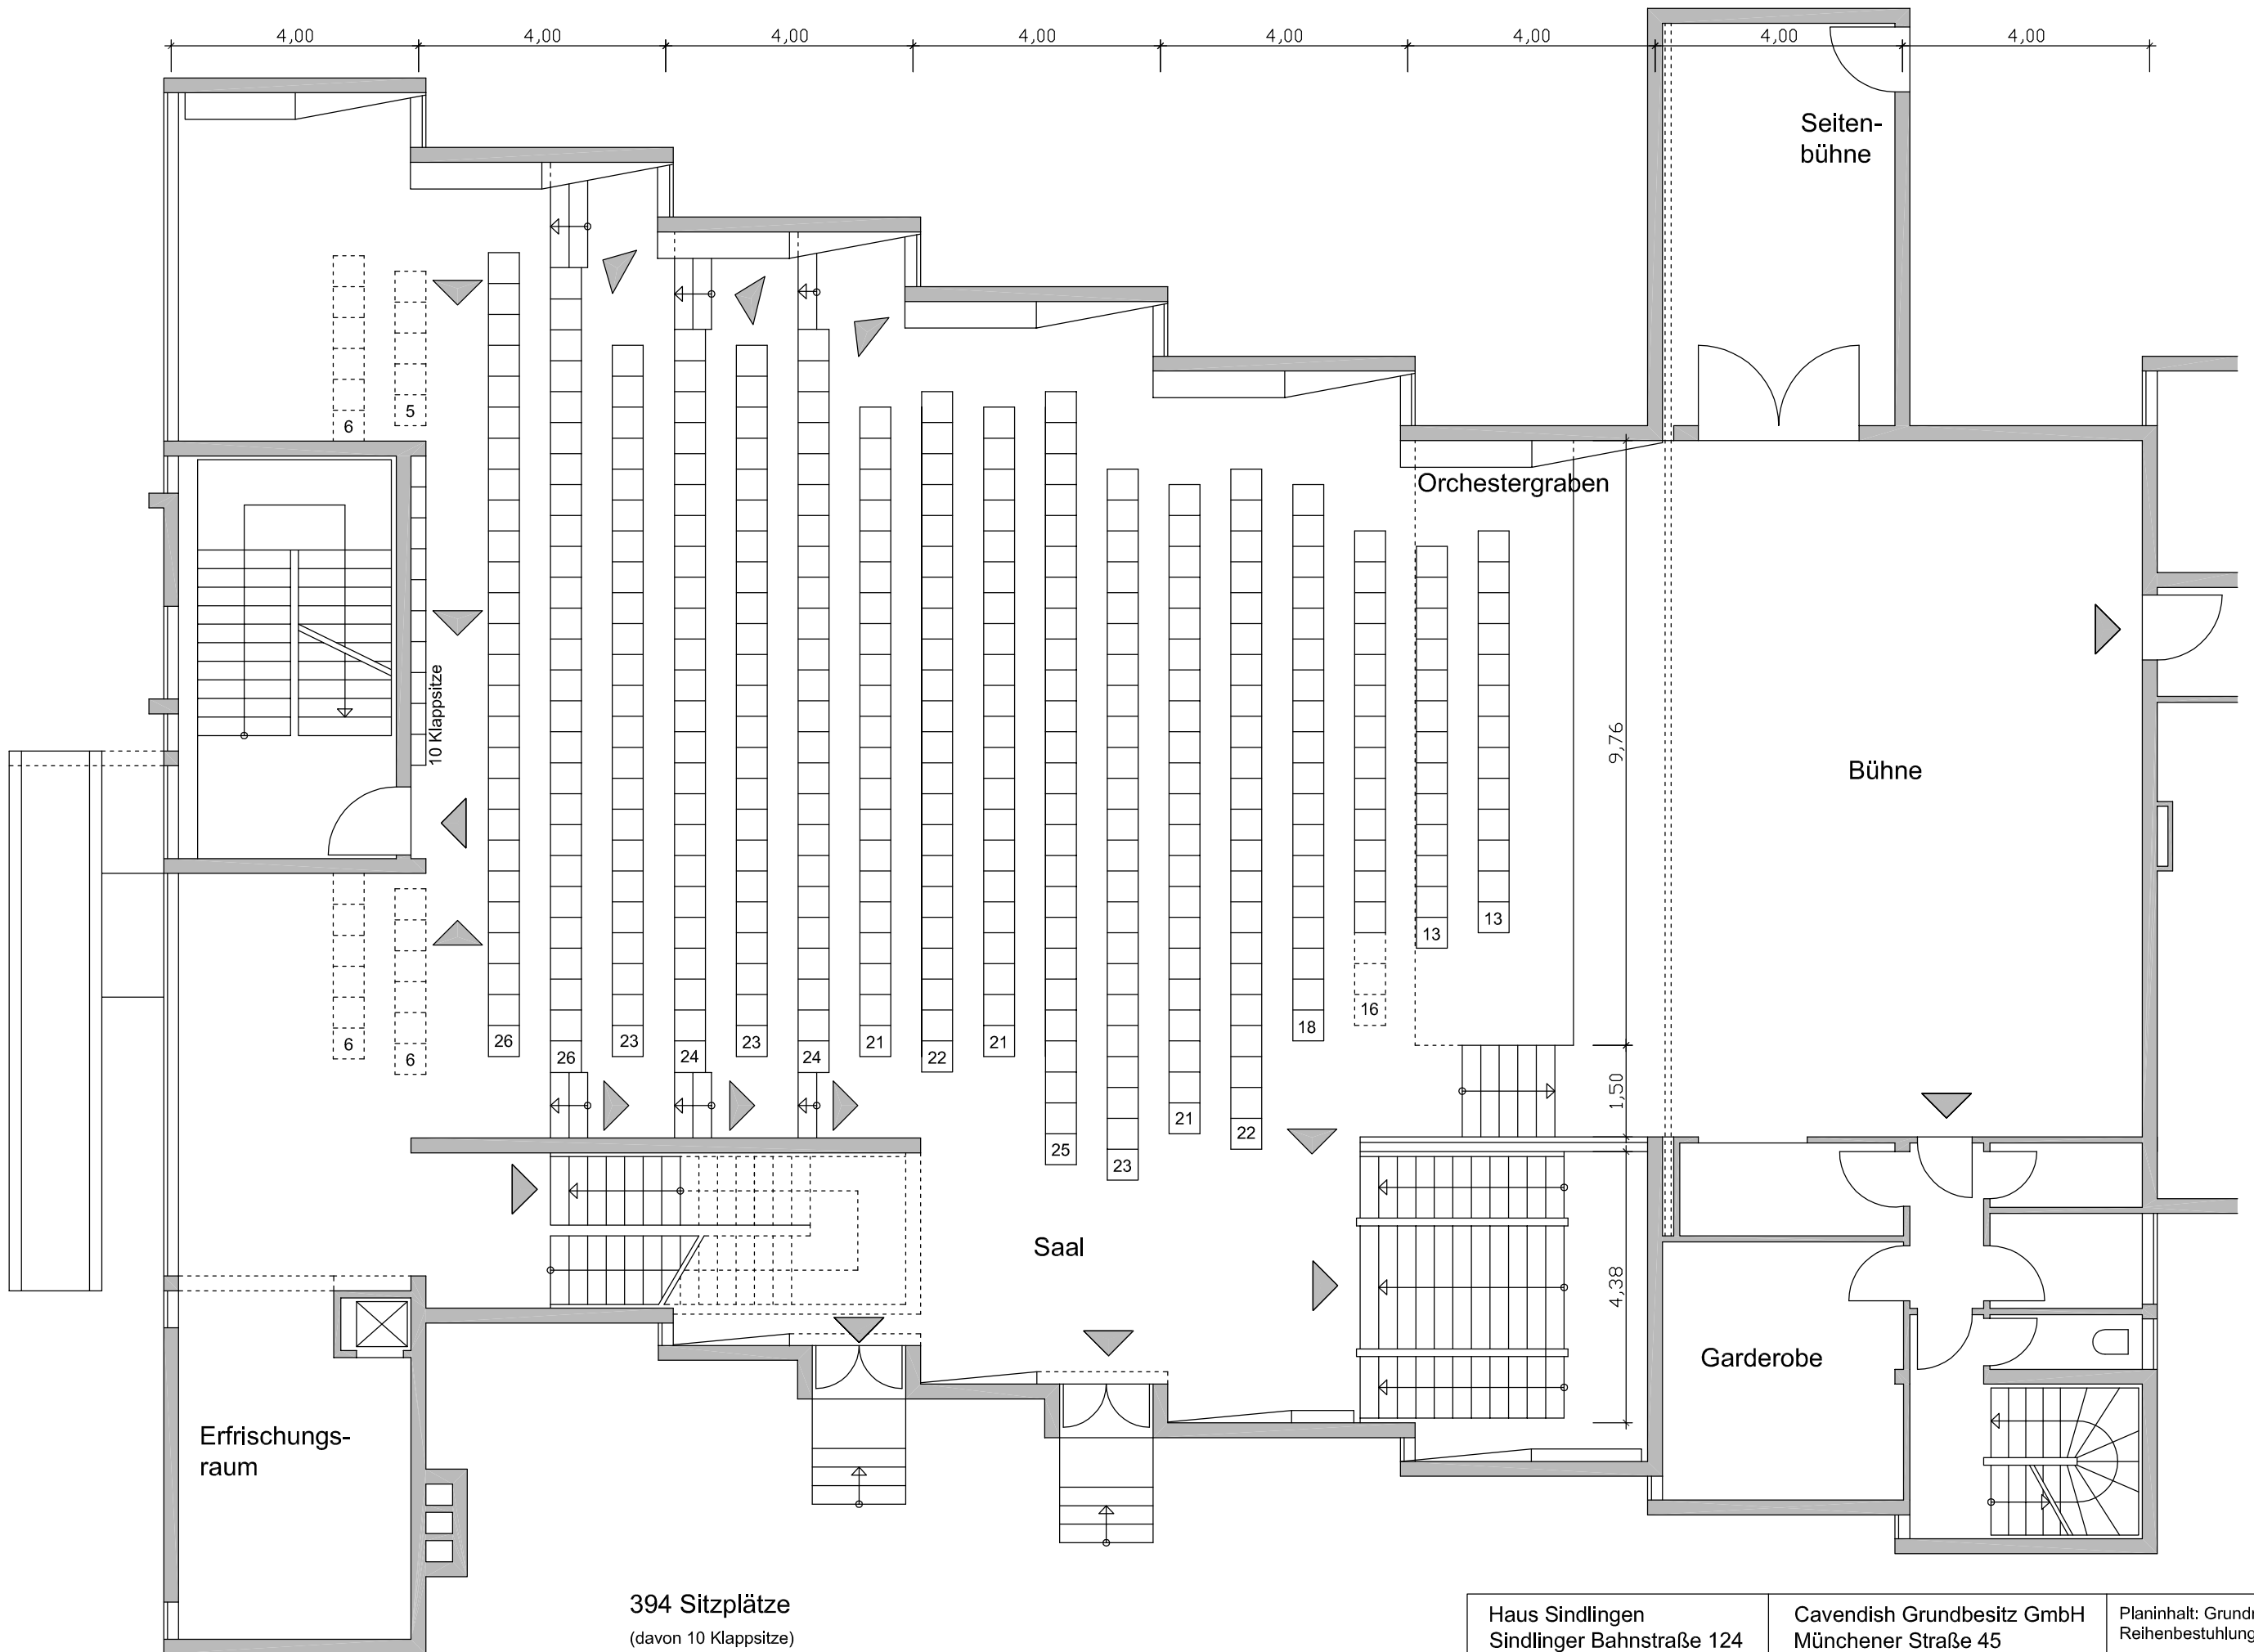 4,00 4,00 4,00 4,00 4,00 4,00 4,00 4,00
Seiten-
bühne
5
6
Orchestergraben
10 Klappsitze
9,76
Bühne
13
13
16
18
26
26
23
24
23
24
21
22
21
25
23
21
22
6
6
1,50
Saal
4,38
Garderobe
Erfrischungs-
raum
394 Sitzplätze
(davon 10 Klappsitze)
Haus Sindlingen
Sindlinger Bahnstraße 124
Cavendish Grundbesitz GmbH
Münchener Straße 45
Planinhalt:
Reihenbestuhlung